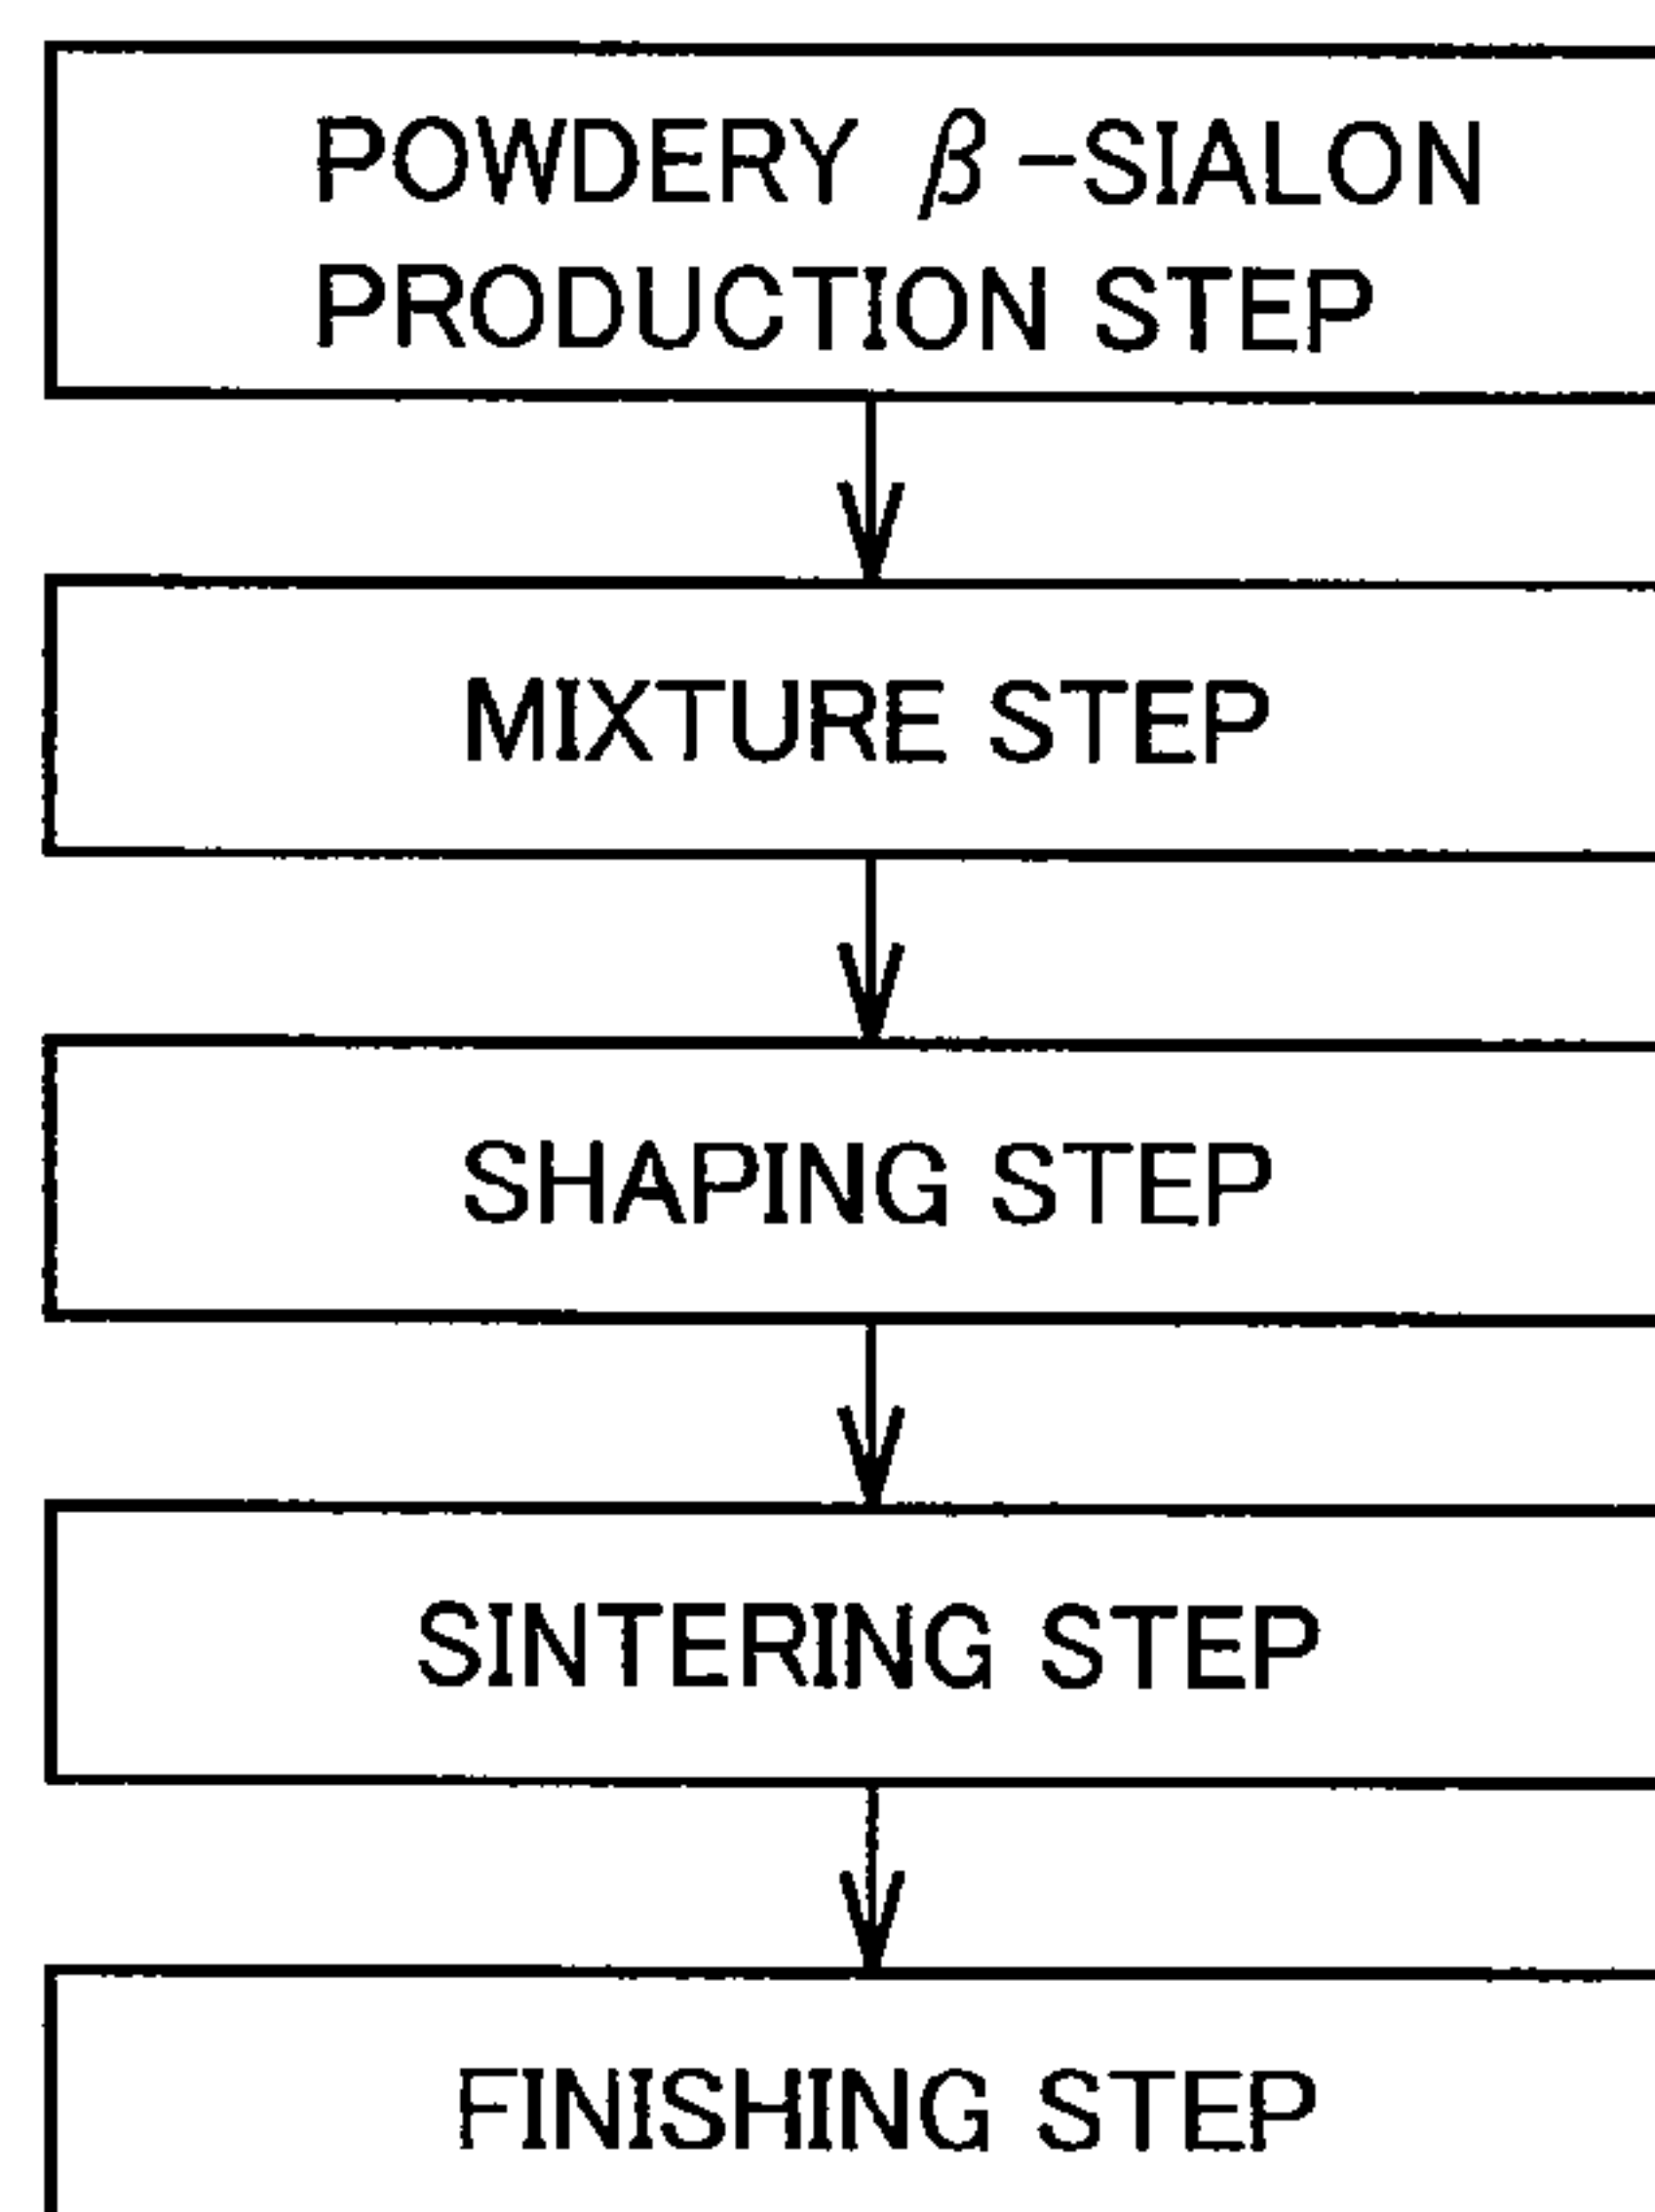 POWDERY β-SIALON
PRODUCTION STEP
MIXTURE STEP
SHAPING STEP
SINTERING STEP
FINISHING STEP